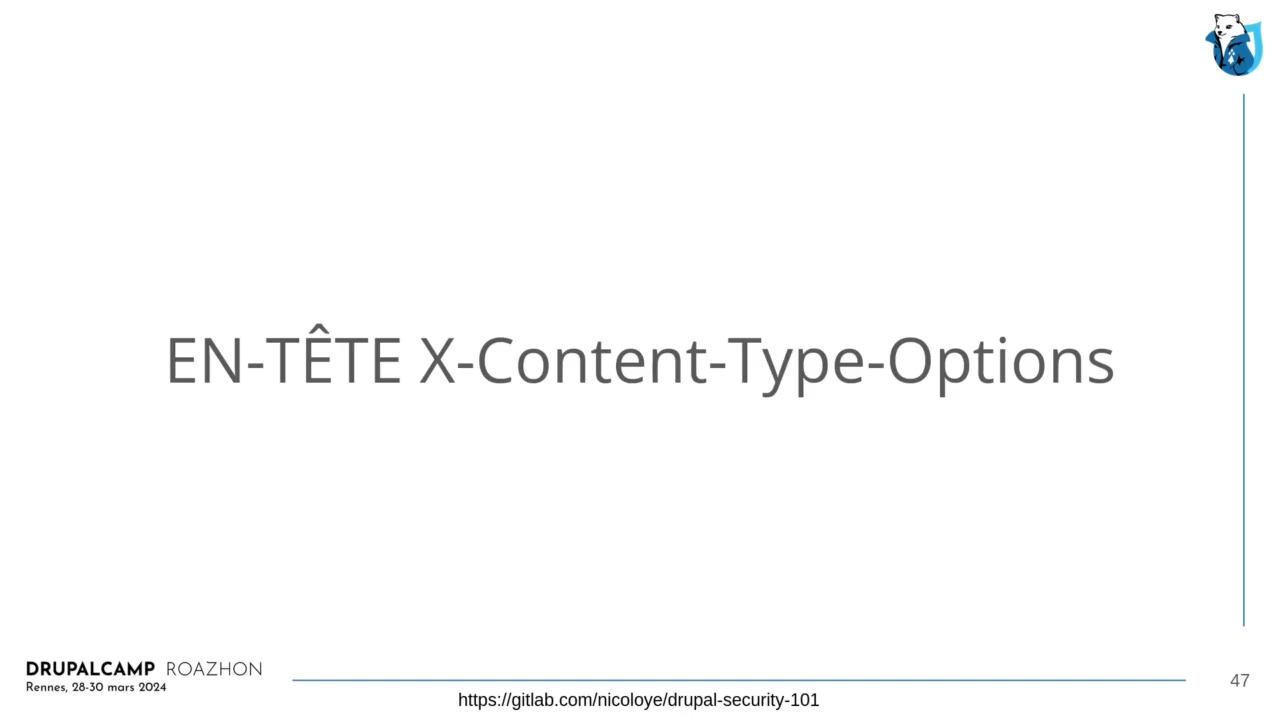 EN-TÊTE X-Content-Type-Options
DRUPALCAMP ROAZHON
Rennes, 28-30 mars 2024
https://gitlab.com/nicoloye/drupal-security-101
47